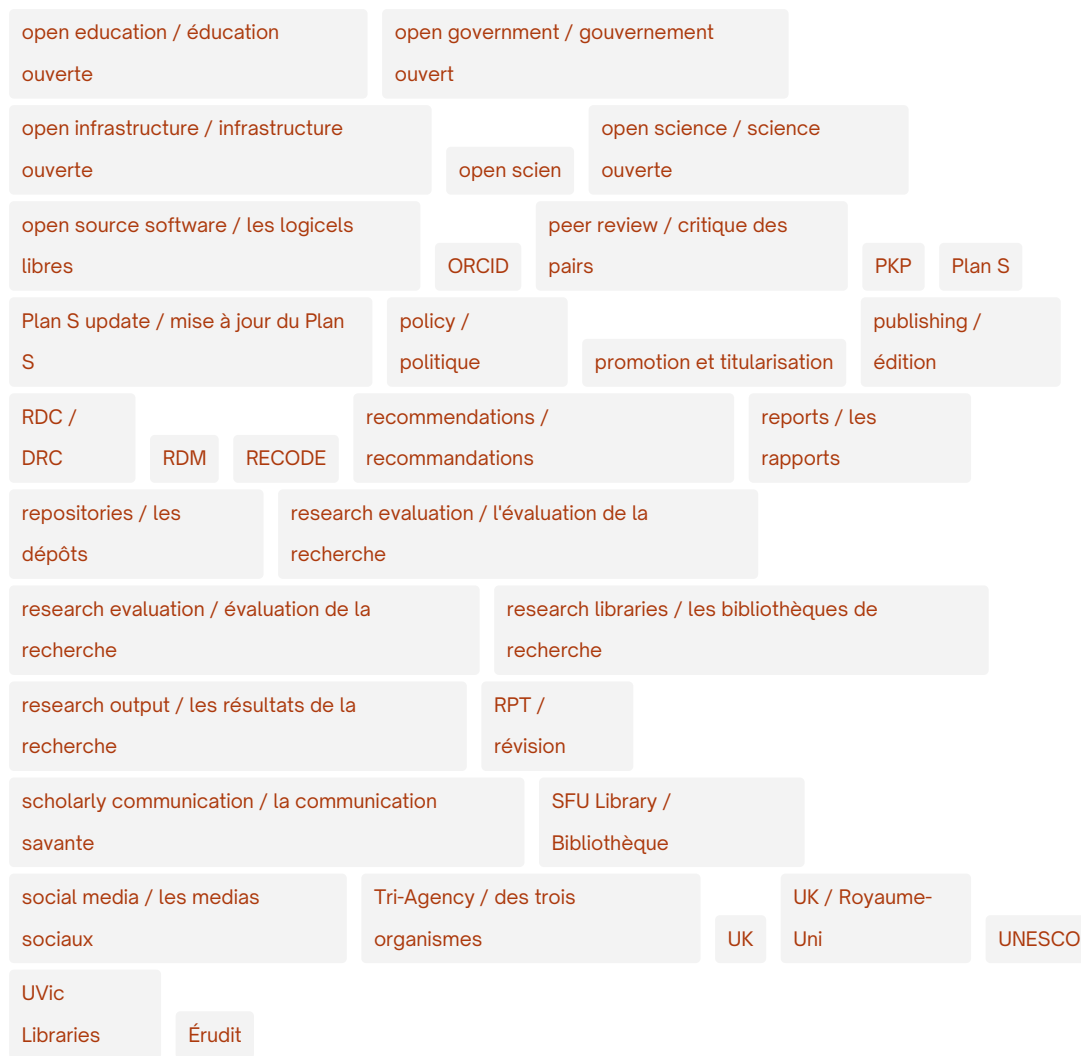 open education / éducation
ouverte
open government / gouvernement
ouvert
open infrastructure / infrastructure
ouverte
open scien
open science / science
ouverte
open source software / les logicels
libres
ORCID
peer review / critique des
pairs
PKP
Plan S
Plan S update / mise à jour du Plan
S
policy /
politique
promotion et titularisation
publishing /
édition
RDC /
DRC
RDM
RECODE
recommendations /
recommandations
reports / les
rapports
repositories / les
dépôts
research evaluation / l'évaluation de la
recherche
research evaluation / évaluation de la
recherche
research libraries / les bibliothèques de
recherche
research output / les résultats de la
recherche
RPT /
révision
scholarly communication / la communication
savante
SFU Library /
Bibliothèque
social media / les medias
sociaux
Tri-Agency / des trois
organismes
UK
UK / Royaume-
Uni
UNESCO
UVic
Libraries
Érudit